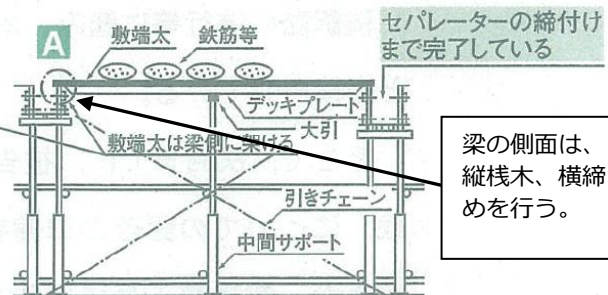 A
敷端太
鉄筋等
セパレーターの締付け
まで完了している
デッキプレート
大引
敷端太は梁側に架ける
梁の側面は、
縦桟木、横締
めを行う。
引きチェーン
中間サポート